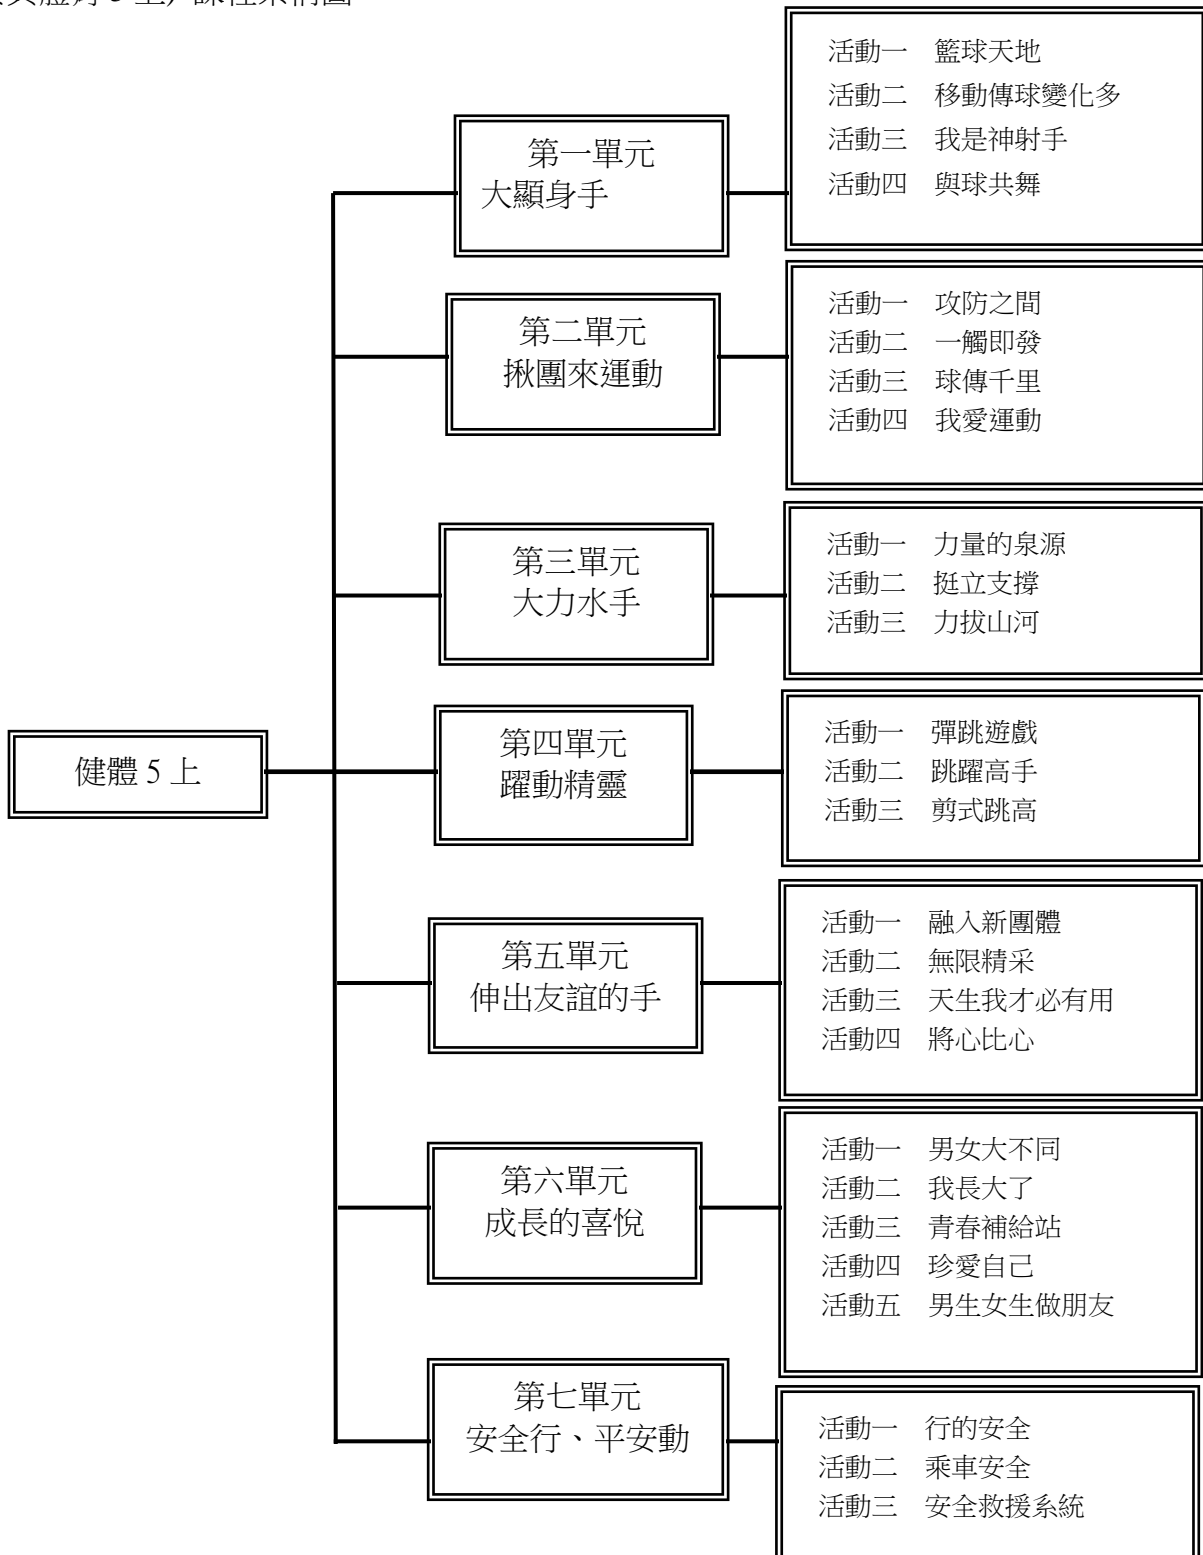 體育5上/課程架構圖
健體 5 上
第一單元
大顯身手
活動一 籃球天地
活動二 移動傳球變化多
活動三 我是神射手
活動四 與球共舞
第二單元
揪團來運動
活動一 攻防之間
活動二 一觸即發
活動三 球傳千里
活動四 我愛運動
第三單元
大力水手
活動一 力量的泉源
活動二 挺立支撐
活動三 力拔山河
第四單元
躍動精靈
活動一 彈跳遊戲
活動二 跳躍高手
活動三 剪式跳高
第五單元
伸出友誼的手
活動一 融入新團體
活動二 無限精采
活動三 天生我才必有用
活動四 將心比心
第六單元
成長的喜悅
活動一 男女大不同
活動二 我長大了
活動三 青春補給站
活動四 珍愛自己
活動五 男生女生做朋友
第七單元
安全行、平安動
活動一 行的安全
活動二 乘車安全
活動三 安全救援系統